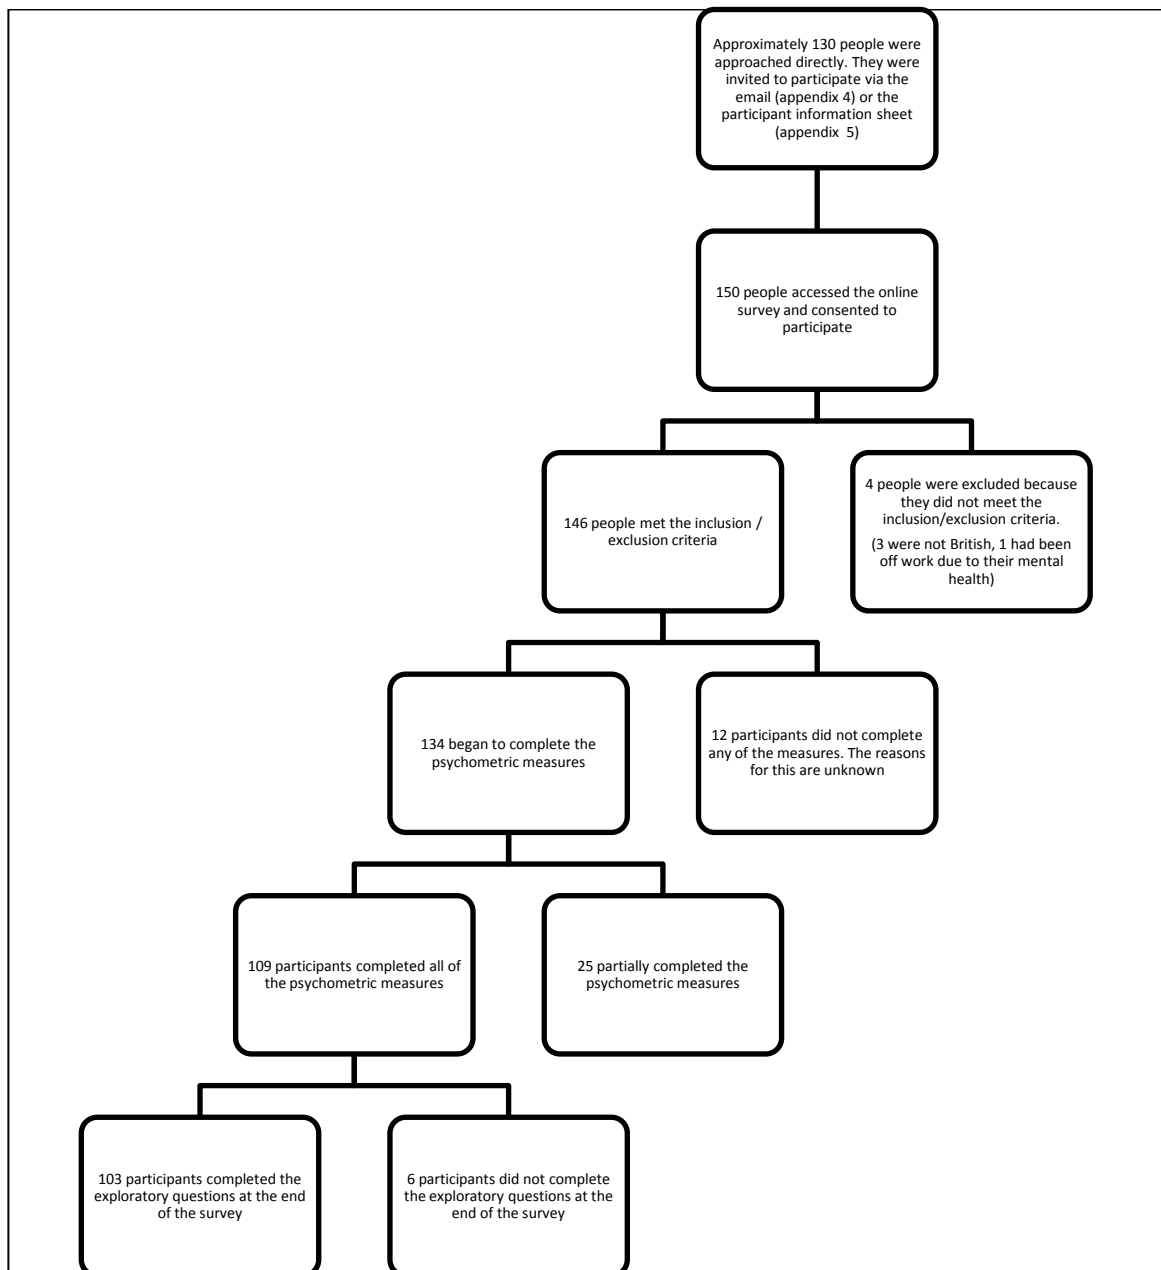 Approximately 130 people were
approached directly. They were
invited to participate via the
email (appendix 4) or the
participant information sheet
(appendix 5)
150 people accessed the online
survey and consented to
participate
146 people met the inclusion /
exclusion criteria
4 people were excluded because
they did not meet the
inclusion/exclusion criteria.
(3 were not British, 1 had been
off work due to their mental
health)
134 began to complete the
psychometric measures
12 participants did not complete
any of the measures. The reasons
for this are unknown
109 participants completed all of
the psychometric measures
25 partially completed the
psychometric measures
103 participants completed the
exploratory questions at the end
of the survey
6 participants did not complete
the exploratory questions at the
end of the survey